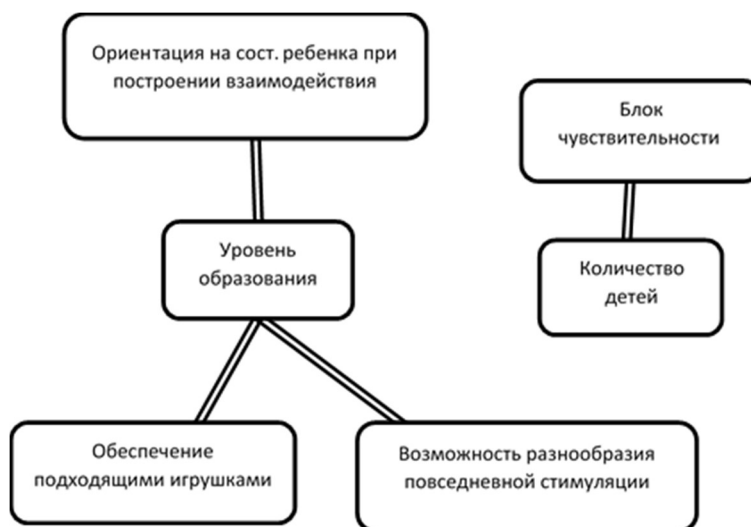 Ориентация на сост. ребенка при
построении взаимодействия
Блок
чувствительности
Уровень
образования
Количество
детей
Обеспечение
подходящими игрушками
Возможность разнообразия
повседневной стимуляции